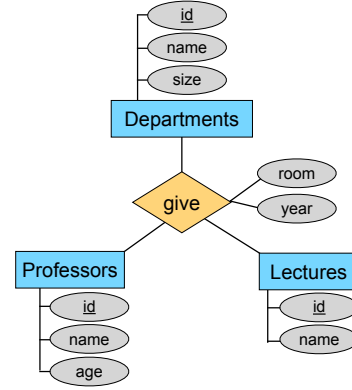 id
name
size
Departments
room
give
year
Professors
Lectures
id
id
name
name
age